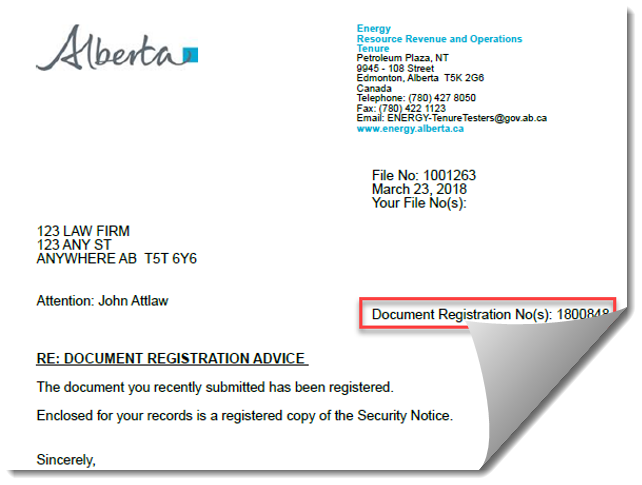 Alberta
Energy
Resource Revenue and Operations
Tenure
Petroleum Plaza, NT
9945 - 108 Street
Edmonton, Alberta  T5K 2G6
Canada
Telephone: (780) 427 8050
Fax: (780) 422 1123
Email: ENERGY-TenureTesters@gov.ab.ca
www.energy.alberta.ca
File No: 1001263
March 23, 2018
Your File No(s):
123 LAW FIRM
123 ANY ST
ANYWHERE AB  T5T 6Y6
Attention: John Attlaw
Document Registration No(s): 1800848
RE: DOCUMENT REGISTRATION ADVICE
The document you recently submitted has been registered.
Enclosed for your records is a registered copy of the Security Notice.
Sincerely,